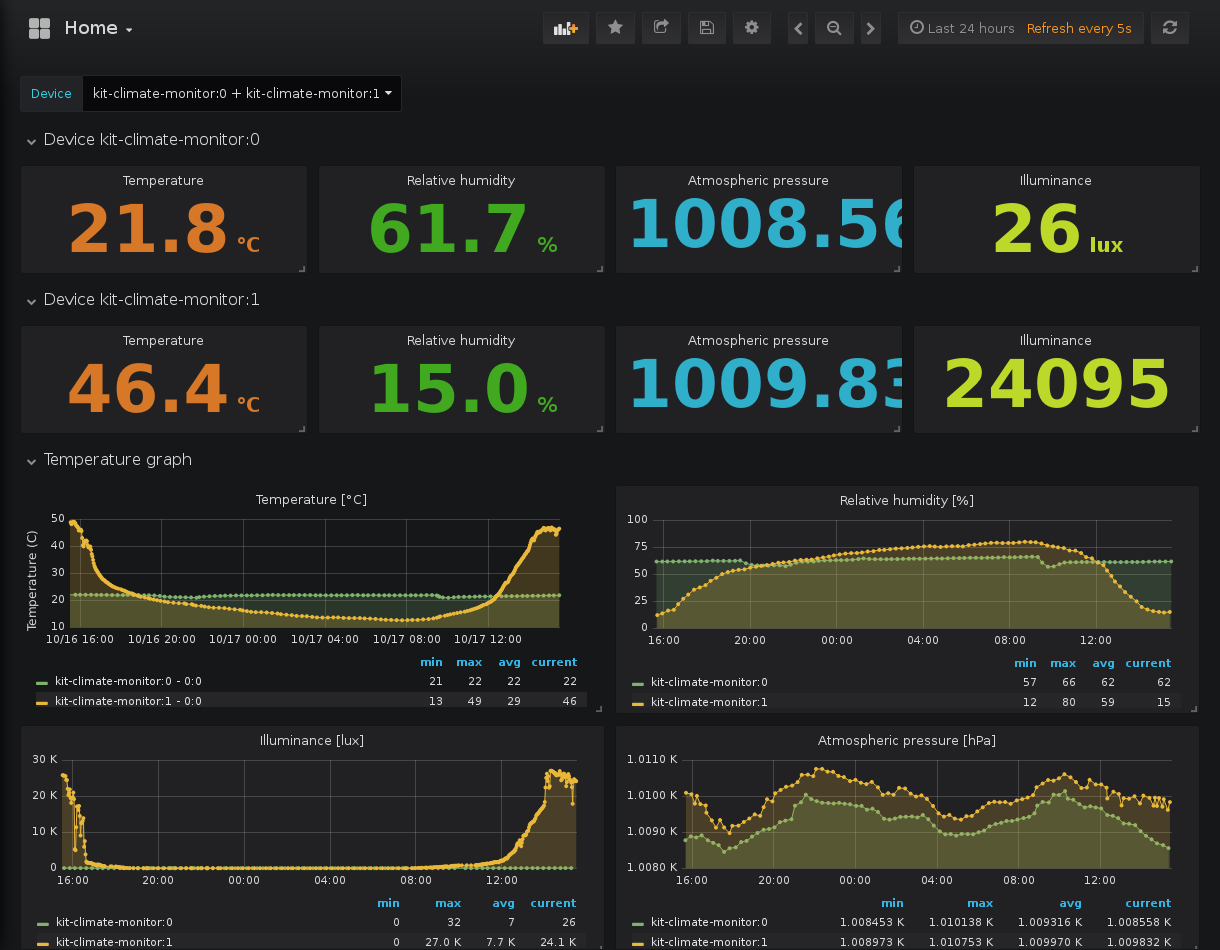 Home
Last 24 hours Refresh every 5s
Device kit-climate-monitor:0 + kit-climate-monitor:1
Device kit-climate-monitor:0
Temperature Relative humidity Atmospheric pressure Illuminance
21.8 °C 61.7 % 1008.56 26 lux
Device kit-climate-monitor:1
Temperature Relative humidity Atmospheric pressure Illuminance
46.4 °C 15.0 % 1009.83 24095
Temperature graph
Temperature [°C]
Temperature (C)
50
40
30
20
10
10/16 16:00 10/16 20:00 10/17 00:00 10/17 04:00 10/17 08:00 10/17 12:00
min max avg current
kit-climate-monitor:0 - 0:0 21 22 22 22
kit-climate-monitor:1 - 0:0 13 49 29 46
Relative humidity [%]
100
75
50
25
0
16:00 20:00 00:00 04:00 08:00 12:00
min max avg current
kit-climate-monitor:0 57 66 62 62
kit-climate-monitor:1 12 80 59 15
Illuminance [lux]
30 K
20 K
10 K
0
16:00 20:00 00:00 04:00 08:00 12:00
min max avg current
kit-climate-monitor:0 0 32 7 26
kit-climate-monitor:1 0 27.0 K 7.7 K 24.1 K
Atmospheric pressure [hPa]
1.0110 K
1.0100 K
1.0090 K
1.0080 K
16:00 20:00 00:00 04:00 08:00 12:00
min max avg current
kit-climate-monitor:0 1.008453 K 1.010138 K 1.009316 K 1.008558 K
kit-climate-monitor:1 1.008973 K 1.010753 K 1.009970 K 1.009832 K